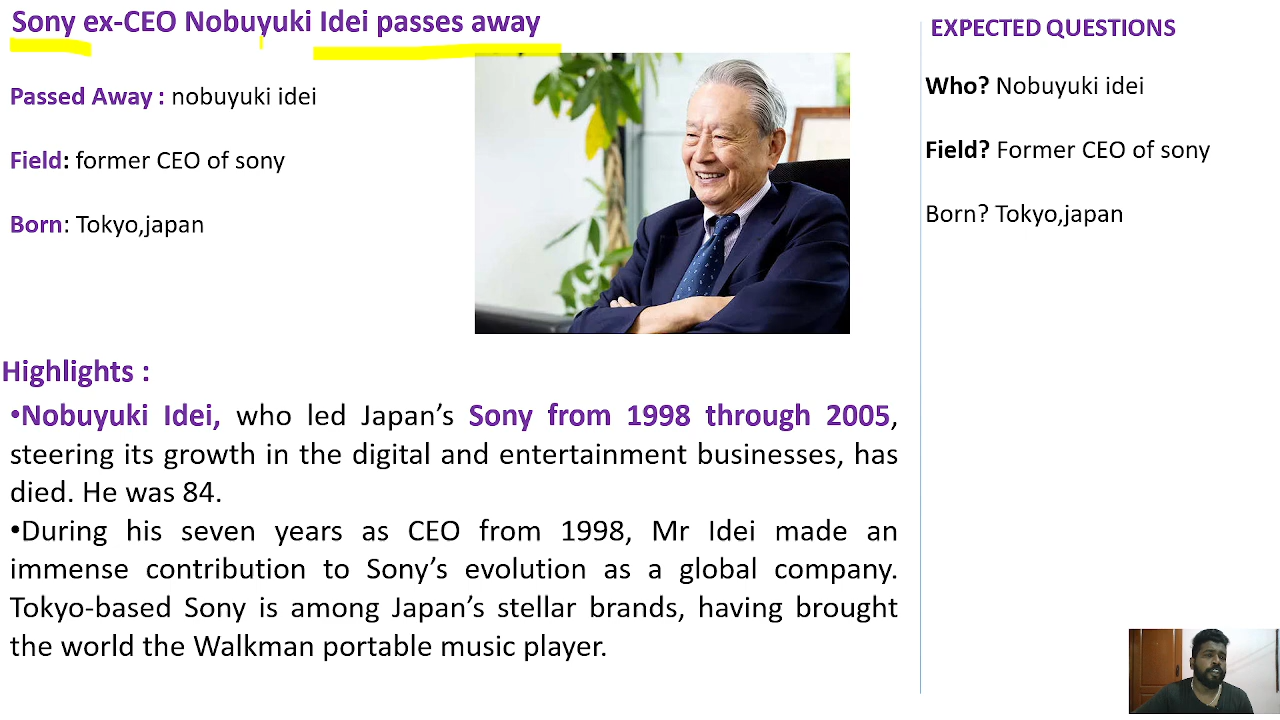 Sony ex-CEO Nobuyuki Idei passes away
Passed Away : nobuyuki idei
Field: former CEO of sony
Born: Tokyo,japan
Highlights :
•Nobuyuki Idei, who led Japan’s Sony from 1998 through 2005,
steering its growth in the digital and entertainment businesses, has
died. He was 84.
•During his seven years as CEO from 1998, Mr Idei made an
immense contribution to Sony’s evolution as a global company.
Tokyo-based Sony is among Japan’s stellar brands, having brought
the world the Walkman portable music player.
EXPECTED QUESTIONS
Who? Nobuyuki idei
Field? Former CEO of sony
Born? Tokyo,japan